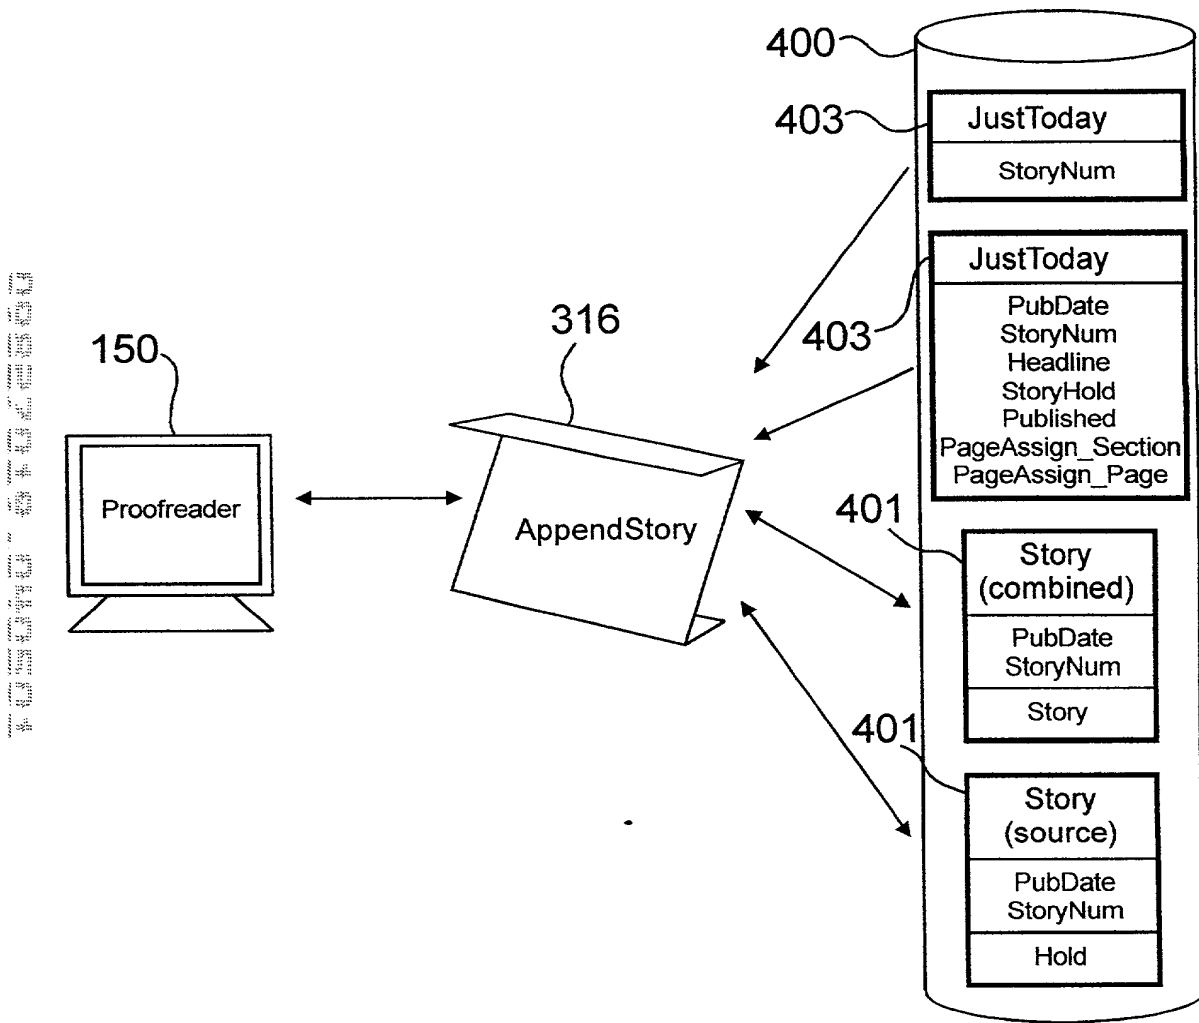 400
403
JustToday
StoryNum
JustToday
403
PubDate
StoryNum
Headline
StoryHold
Published
PageAssign_Section
PageAssign_Page
316
150
Proofreader
AppendStory
401
Story
(combined)
PubDate
StoryNum
Story
401
Story
(source)
PubDate
StoryNum
Hold